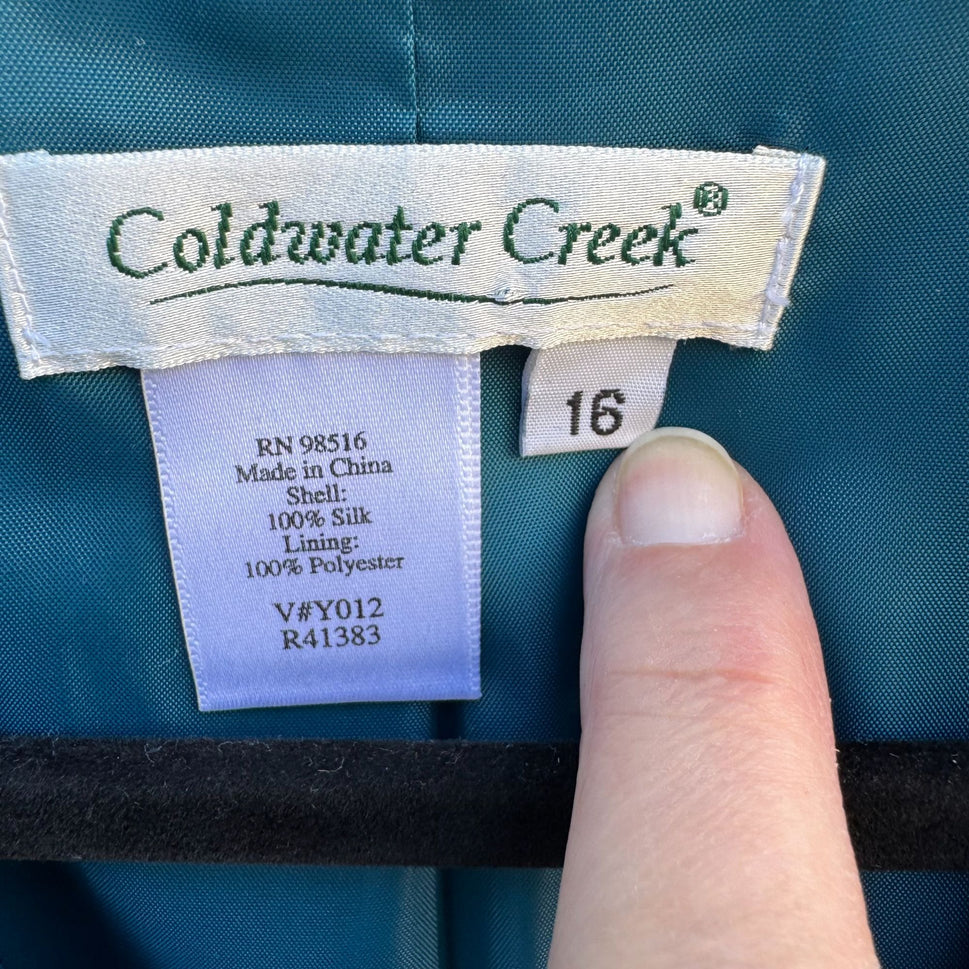 Coldwater Creek®
16
RN 98516
Made in China
Shell:
100% Silk
Lining:
100% Polyester
V#Y012
R41383